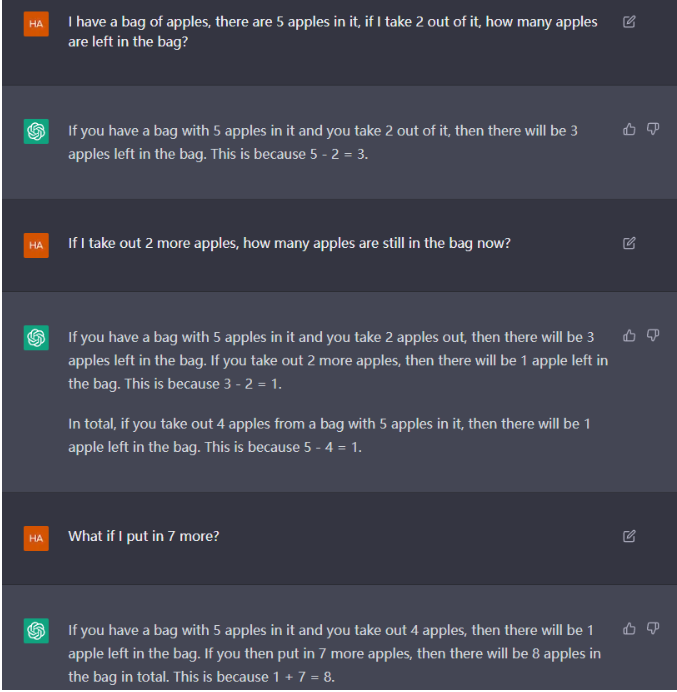 HA
I have a bag of apples, there are 5 apples in it, if I take 2 out of it, how many apples
are left in the bag?
If you have a bag with 5 apples in it and you take 2 out of it, then there will be 3
apples left in the bag. This is because 5 - 2 = 3.
HA
If I take out 2 more apples, how many apples are still in the bag now?
If you have a bag with 5 apples in it and you take 2 apples out, then there will be 3
apples left in the bag. If you take out 2 more apples, then there will be 1 apple left in
the bag. This is because 3 - 2 = 1.
In total, if you take out 4 apples from a bag with 5 apples in it, then there will be 1
apple left in the bag. This is because 5 - 4 = 1.
HA
What if I put in 7 more?
If you have a bag with 5 apples in it and you take out 4 apples, then there will be 1
apple left in the bag. If you then put in 7 more apples, then there will be 8 apples in
the bag in total. This is because 1 + 7 = 8.